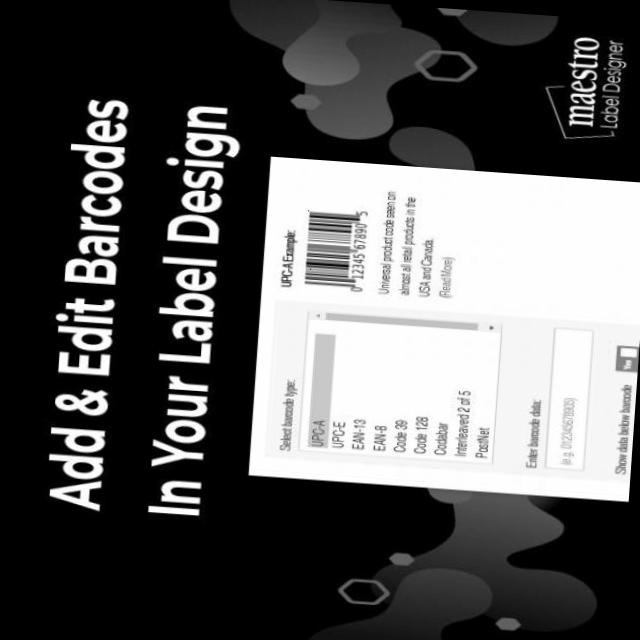 Add & Edit Barcodes
In Your Label Design
Select barcode type:
UPC-A
UPC-E
EAN-13
EAN-8
Code 39
Code 128
Codabar
Interleaved 2 of 5
PostNet
UPC-A Example:
0 12345 67890 5
Universal product code seen on
almost all retail products in the
USA and Canada.
(Read More)
Enter barcode data:
(e.g. 01234567890)
Show data below barcode
Yes
maestro
Label Designer